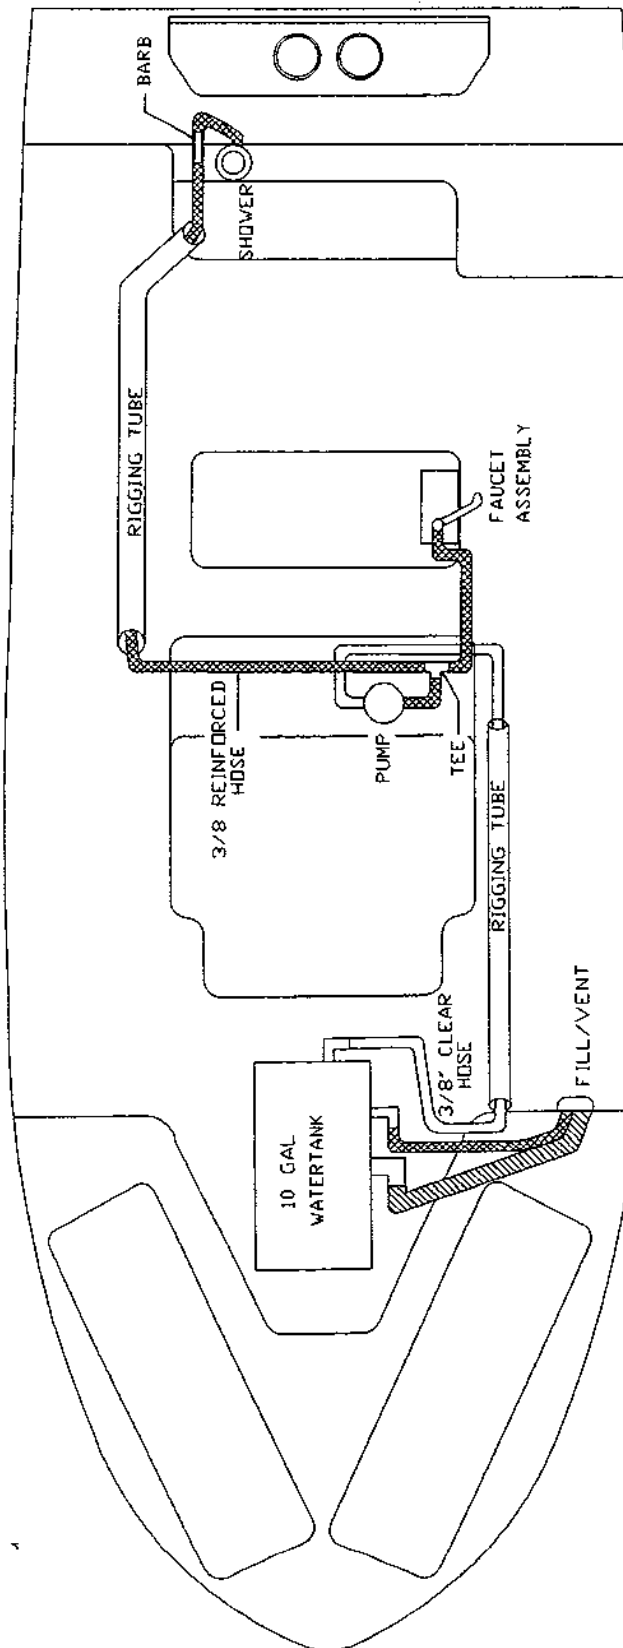 BARB
SHOWER
RIGGING TUBE
FAUCET
ASSEMBLY
3/8 REINFORCED
HOSE
PUMP
TEE
RIGGING TUBE
3/8" CLEAR
HOSE
FILL/VENT
10 GAL
WATERTANK